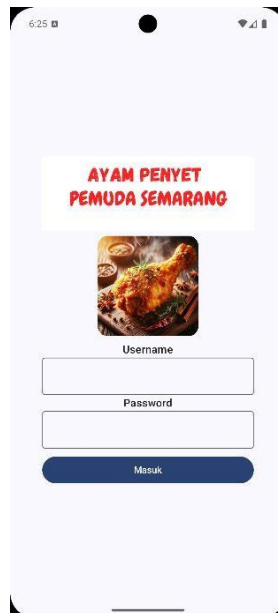 6:25
AYAM PENYET
PEMUDA SEMARANG
Username
Password
Masuk